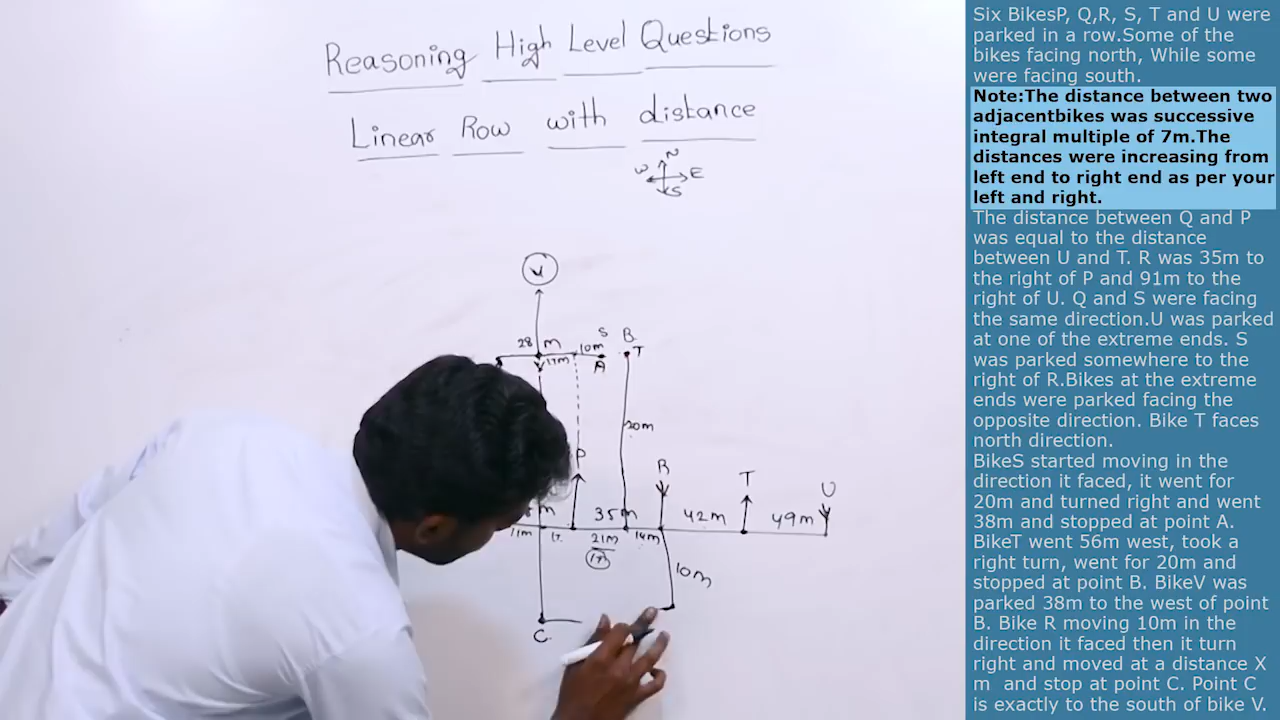 Reasoning High Level Questions
Linear Row with distance
N
W E
S
V
28 m 10m S B
17m A T
20m
P R T U
m 35m 42m 49m
11m 17 21m 14m
17
10m
C
Six BikesP, Q,R, S, T and U were
parked in a row.Some of the
bikes facing north, While some
were facing south.
Note:The distance between two
adjacentbikes was successive
integral multiple of 7m.The
distances were increasing from
left end to right end as per your
left and right.
The distance between Q and P
was equal to the distance
between U and T. R was 35m to
the right of P and 91m to the
right of U. Q and S were facing
the same direction.U was parked
at one of the extreme ends. S
was parked somewhere to the
right of R.Bikes at the extreme
ends were parked facing the
opposite direction. Bike T faces
north direction.
BikeS started moving in the
direction it faced, it went for
20m and turned right and went
38m and stopped at point A.
BikeT went 56m west, took a
right turn, went for 20m and
stopped at point B. BikeV was
parked 38m to the west of point
B. Bike R moving 10m in the
direction it faced then it turn
right and moved at a distance X
m and stop at point C. Point C
is exactly to the south of bike V.